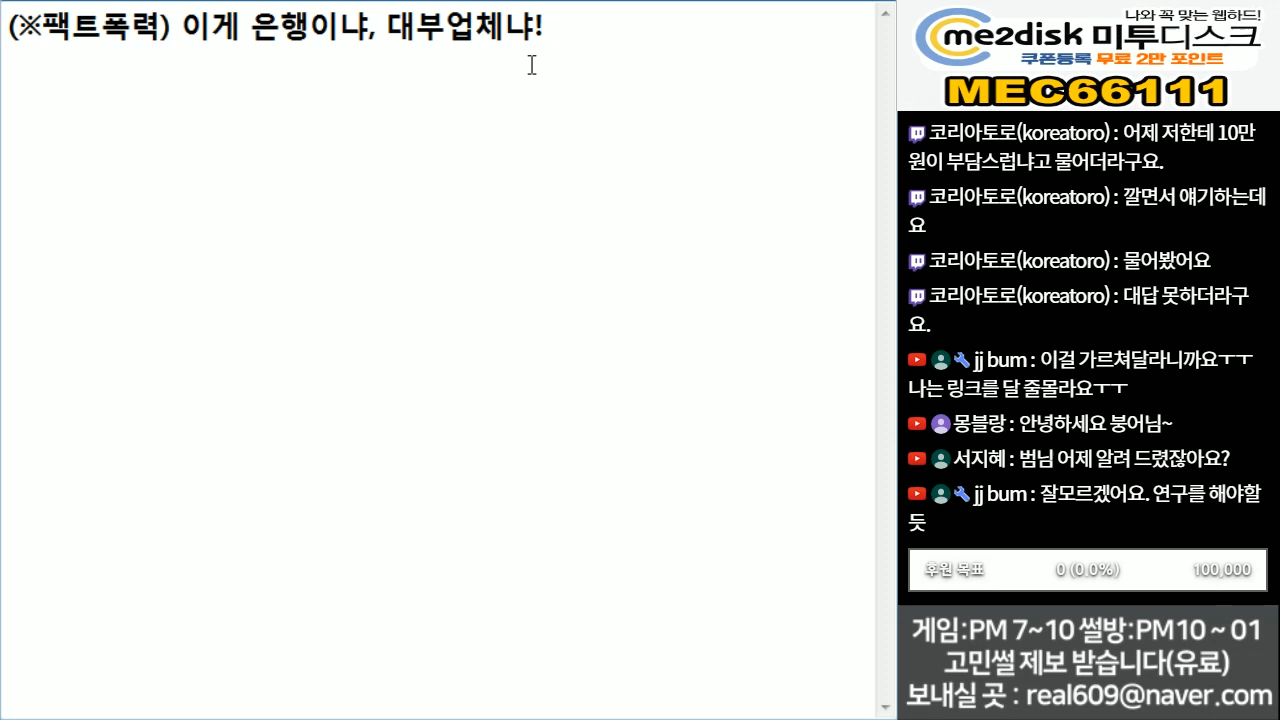 (※팩트폭력) 이게 은행이냐, 대부업체냐!
나와 꼭 맞는 웹하드!
me2disk 미투디스크
쿠폰등록 무료 2만 포인트
MEC66111
코리아토로(koreatoro) : 어제 저한테 10만
원이 부담스럽냐고 물어더라구요.
코리아토로(koreatoro) : 깔면서 얘기하는데
요
코리아토로(koreatoro) : 물어봤어요
코리아토로(koreatoro) : 대답 못하더라구
요.
jj bum : 이걸 가르쳐달라니까요ㅜㅜ
나는 링크를 달 줄몰라요ㅜㅜ
몽블랑 : 안녕하세요 붕어님~
서지혜 : 범님 어제 알려 드렸잖아요?
jj bum : 잘모르겠어요. 연구를 해야할
듯
후원 목표 0 (0.0%) 100,000
게임:PM 7~10 썰방:PM10 ~ 01
고민썰 제보 받습니다(유료)
보내실 곳 : real609@naver.com